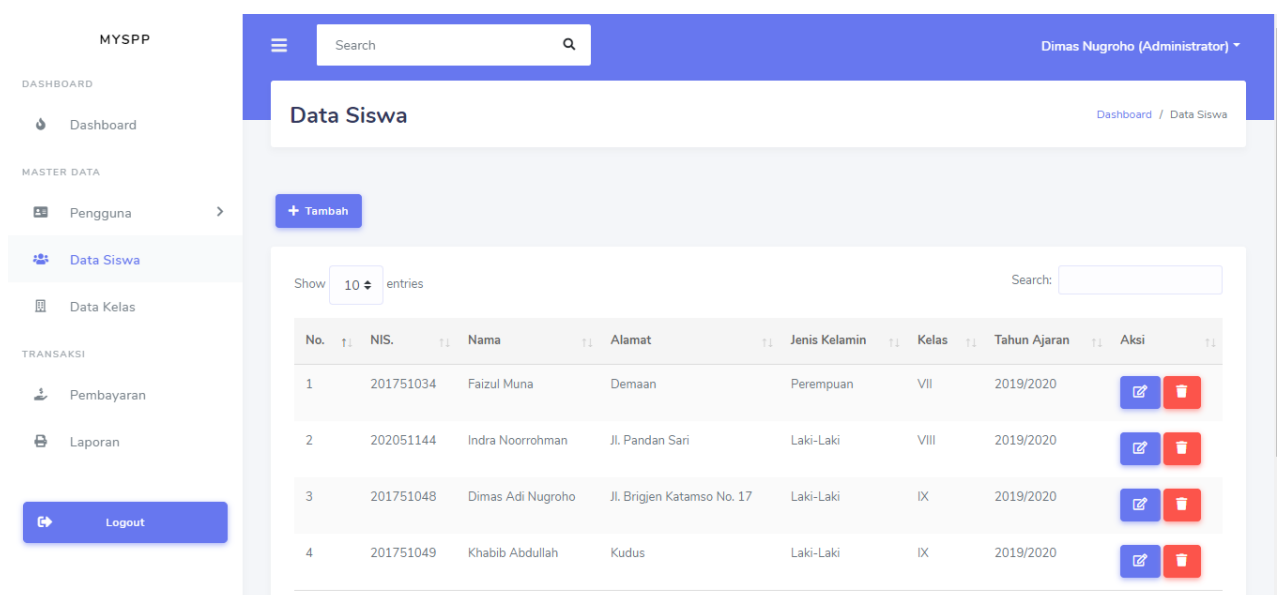 MYSPP
Search
Dimas Nugroho (Administrator)
DASHBOARD
Dashboard
Data Siswa
Dashboard / Data Siswa
MASTER DATA
Pengguna
Data Siswa
Data Kelas
TRANSAKSI
Pembayaran
Laporan
Logout
+ Tambah
Show 10 entries
Search:
No. NIS. Nama Alamat Jenis Kelamin Kelas Tahun Ajaran Aksi
1 201751034 Faizul Muna Demaan Perempuan VII 2019/2020
2 202051144 Indra Noorrohman Jl. Pandan Sari Laki-Laki VIII 2019/2020
3 201751048 Dimas Adi Nugroho Jl. Brigjen Katamso No. 17 Laki-Laki IX 2019/2020
4 201751049 Khabib Abdullah Kudus Laki-Laki IX 2019/2020